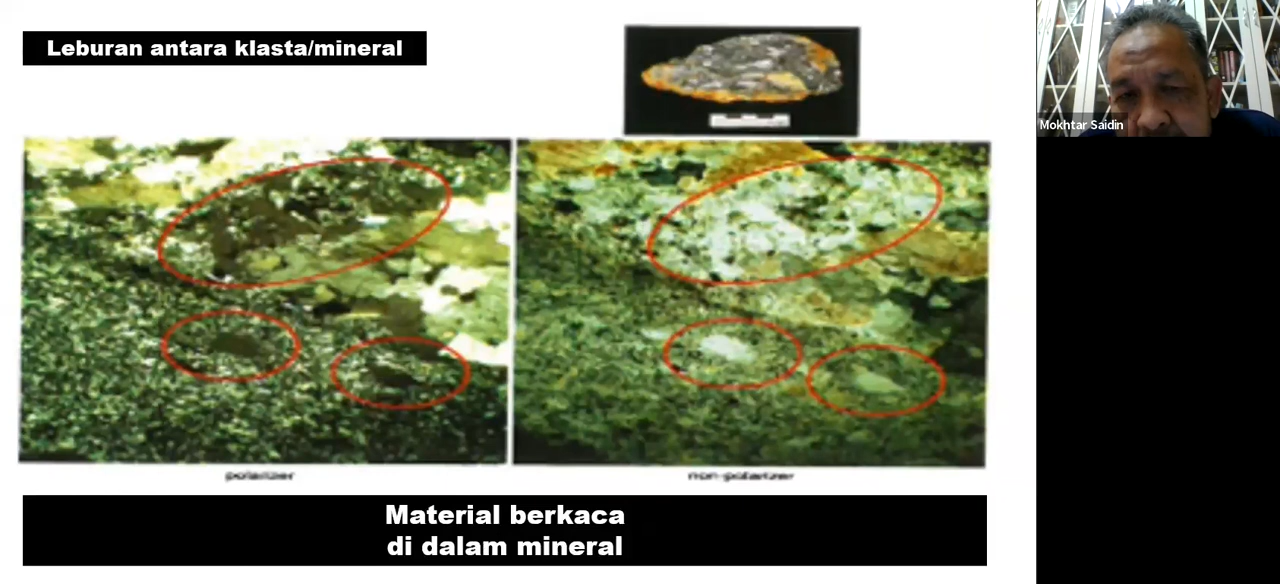 Leburan antara klasta/mineral
Mokhtar Saidin
polarizer
non-polarizer
Material berkaca
di dalam mineral